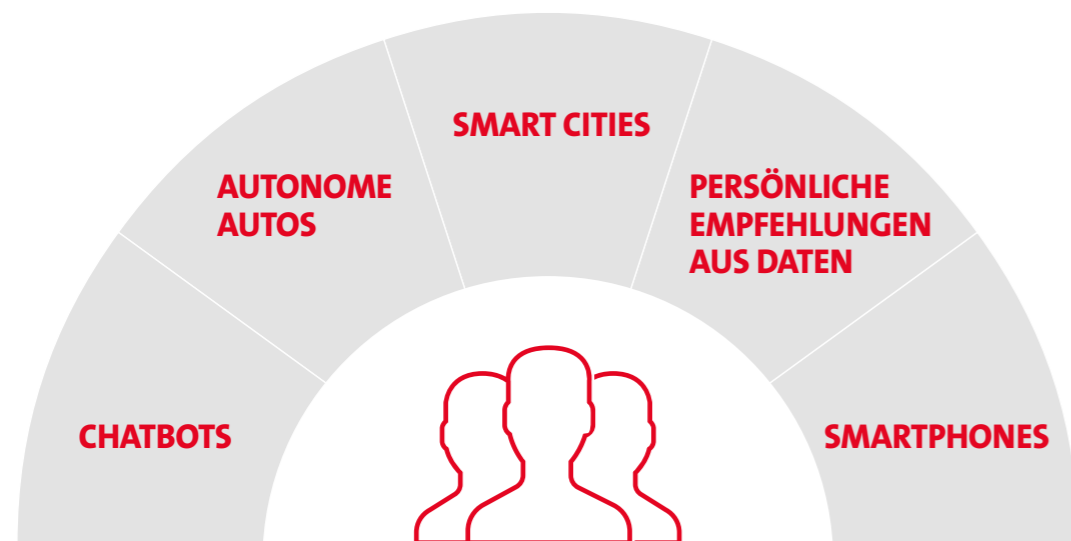 SMART CITIES
AUTONOME
AUTOS
PERSÖNLICHE
EMPFEHLUNGEN
AUS DATEN
CHATBOTS
SMARTPHONES